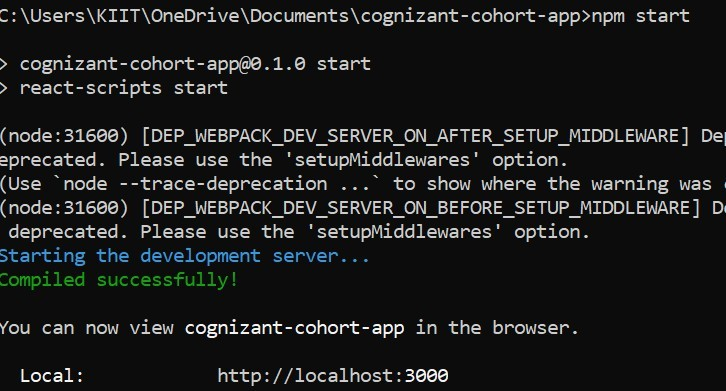 C:\Users\KIIT\OneDrive\Documents\cognizant-cohort-app>npm start
> cognizant-cohort-app@0.1.0 start
> react-scripts start
(node:31600) [DEP_WEBPACK_DEV_SERVER_ON_AFTER_SETUP_MIDDLEWARE] Dep
eprecated. Please use the 'setupMiddlewares' option.
(Use `node --trace-deprecation ...` to show where the warning was
(node:31600) [DEP_WEBPACK_DEV_SERVER_ON_BEFORE_SETUP_MIDDLEWARE] De
deprecated. Please use the 'setupMiddlewares' option.
Starting the development server...
Compiled successfully!
You can now view cognizant-cohort-app in the browser.
Local: http://localhost:3000